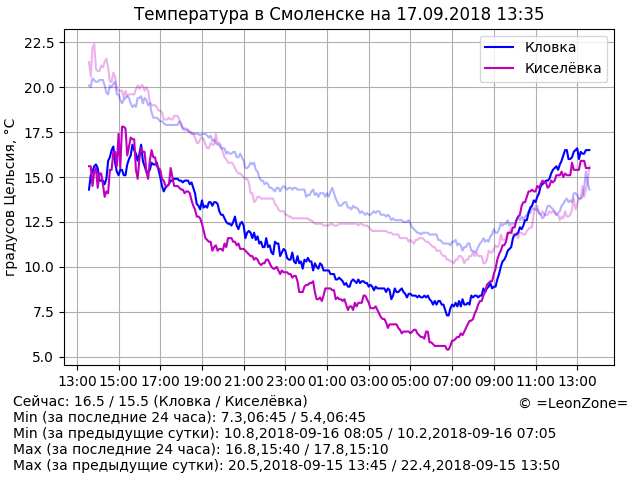 Температура в Смоленске на 17.09.2018 13:35
Кловка
Киселёвка
градусов Цельсия, °C
22.5
20.0
17.5
15.0
12.5
10.0
7.5
5.0
13:00 15:00 17:00 19:00 21:00 23:00 01:00 03:00 05:00 07:00 09:00 11:00 13:00
Сейчас: 16.5 / 15.5 (Кловка / Киселёвка)
© =LeonZone=
Min (за последние 24 часа): 7.3,06:45 / 5.4,06:45
Min (за предыдущие сутки): 10.8,2018-09-16 08:05 / 10.2,2018-09-16 07:05
Max (за последние 24 часа): 16.8,15:40 / 17.8,15:10
Max (за предыдущие сутки): 20.5,2018-09-15 13:45 / 22.4,2018-09-15 13:50